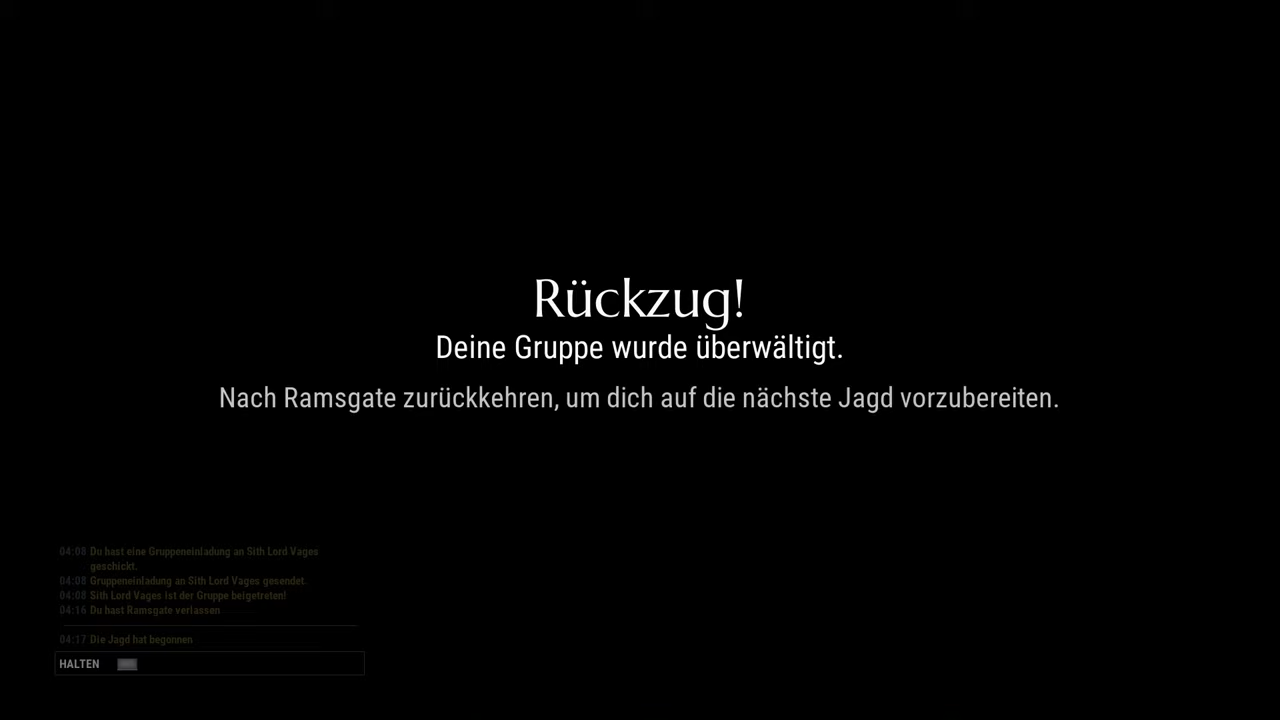 Rückzug!
Deine Gruppe wurde überwältigt.
Nach Ramsgate zurückkehren, um dich auf die nächste Jagd vorzubereiten.
04:08 Du hast eine Gruppeneinladung an Sith Lord Vages
geschickt.
04:08 Gruppeneinladung an Sith Lord Vages gesendet.
04:08 Sith Lord Vages ist der Gruppe beigetreten!
04:16 Du hast Ramsgate verlassen
04:17 Die Jagd hat begonnen
HALTEN